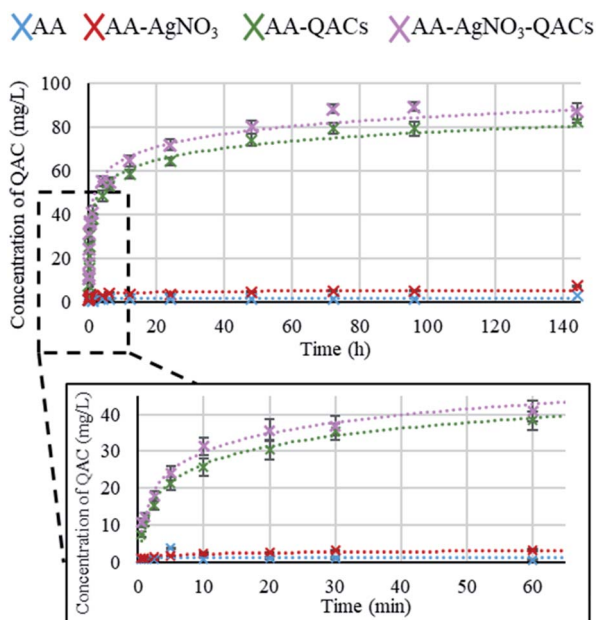 AA AA-AgNO₃ AA-QACs AA-AgNO₃-QACs
Concentration of QAC (mg/L)
100
80
60
40
20
0
0 20 40 60 80 100 120 140
Time (h)
Concentration of QAC (mg/L)
40
30
20
10
0
0 10 20 30 40 50 60
Time (min)